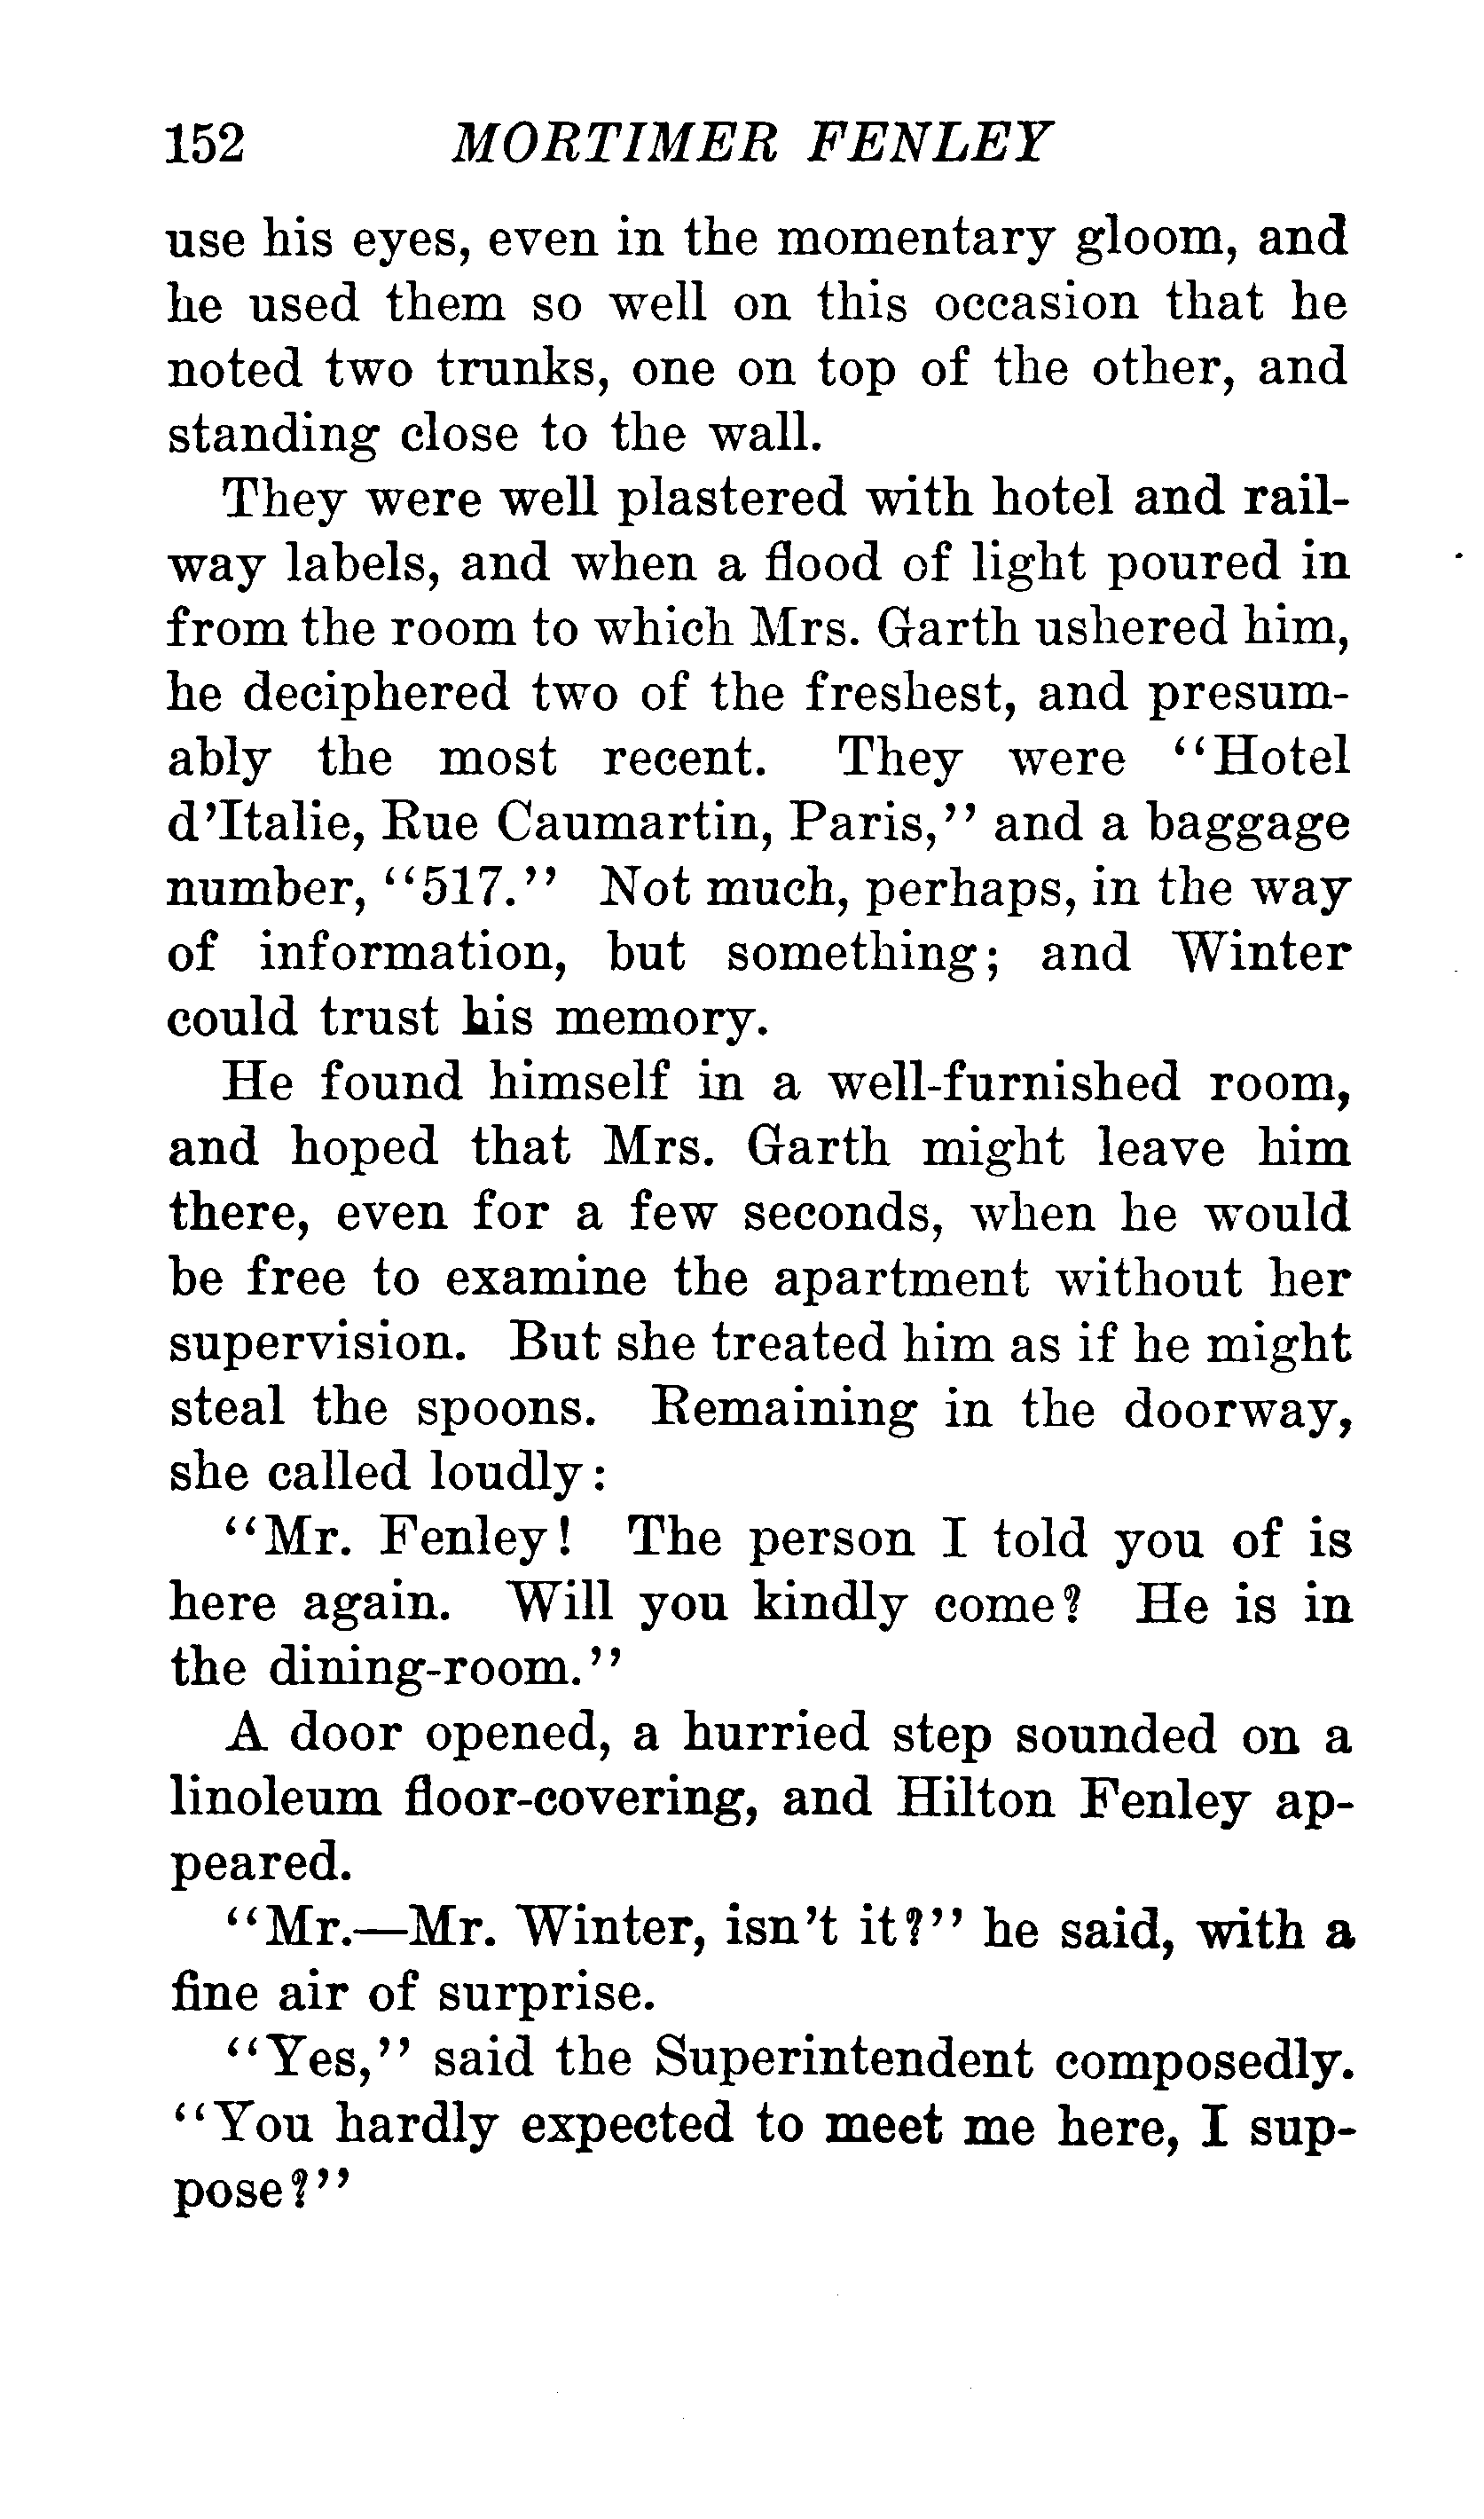 152 MORTIMER FENLEY
use his eyes, even in the momentary gloom, and
he used them so well on this occasion that he
noted two trunks, one on top of the other, and
standing close to the wall.
They were well plastered with hotel and rail-
way labels, and when a flood of light poured in
from the room to which Mrs. Garth ushered him,
he deciphered two of the freshest, and presum-
ably the most recent. They were "Hotel
d'Italie, Rue Caumartin, Paris," and a baggage
number, "517." Not much, perhaps, in the way
of information, but something; and Winter
could trust his memory.
He found himself in a well-furnished room,
and hoped that Mrs. Garth might leave him
there, even for a few seconds, when he would
be free to examine the apartment without her
supervision. But she treated him as if he might
steal the spoons. Remaining in the doorway,
she called loudly:
"Mr. Fenley! The person I told you of is
here again. Will you kindly come? He is in
the dining-room."
A door opened, a hurried step sounded on a
linoleum floor-covering, and Hilton Fenley ap-
peared.
"Mr.—Mr. Winter, isn't it?" he said, with a
fine air of surprise.
"Yes," said the Superintendent composedly.
"You hardly expected to meet me here, I sup-
pose?"